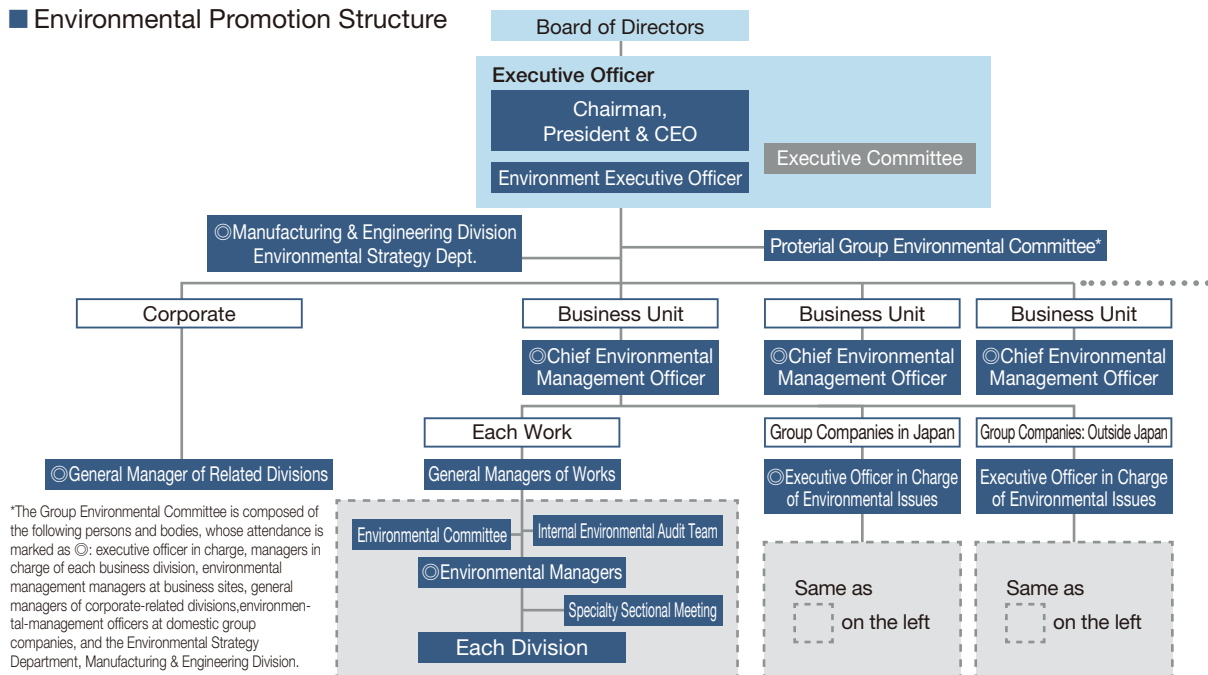 ■ Environmental Promotion Structure
Board of Directors
Executive Officer
Chairman,
President & CEO
Executive Committee
Environment Executive Officer
◎Manufacturing & Engineering Division
Environmental Strategy Dept.
Proterial Group Environmental Committee*
Corporate
Business Unit
Business Unit
Business Unit
◎Chief Environmental
Management Officer
◎Chief Environmental
Management Officer
◎Chief Environmental
Management Officer
Each Work
Group Companies in Japan
Group Companies: Outside Japan
◎General Manager of Related Divisions
General Managers of Works
◎Executive Officer in Charge
of Environmental Issues
Executive Officer in Charge
of Environmental Issues
*The Group Environmental Committee is composed of
the following persons and bodies, whose attendance is
marked as ◎: executive officer in charge, managers in
charge of each business division, environmental
management managers at business sites, general
managers of corporate-related divisions,environmen-
tal-management officers at domestic group
companies, and the Environmental Strategy
Department, Manufacturing & Engineering Division.
Environmental Committee
Internal Environmental Audit Team
◎Environmental Managers
Specialty Sectional Meeting
Each Division
Same as
on the left
Same as
on the left